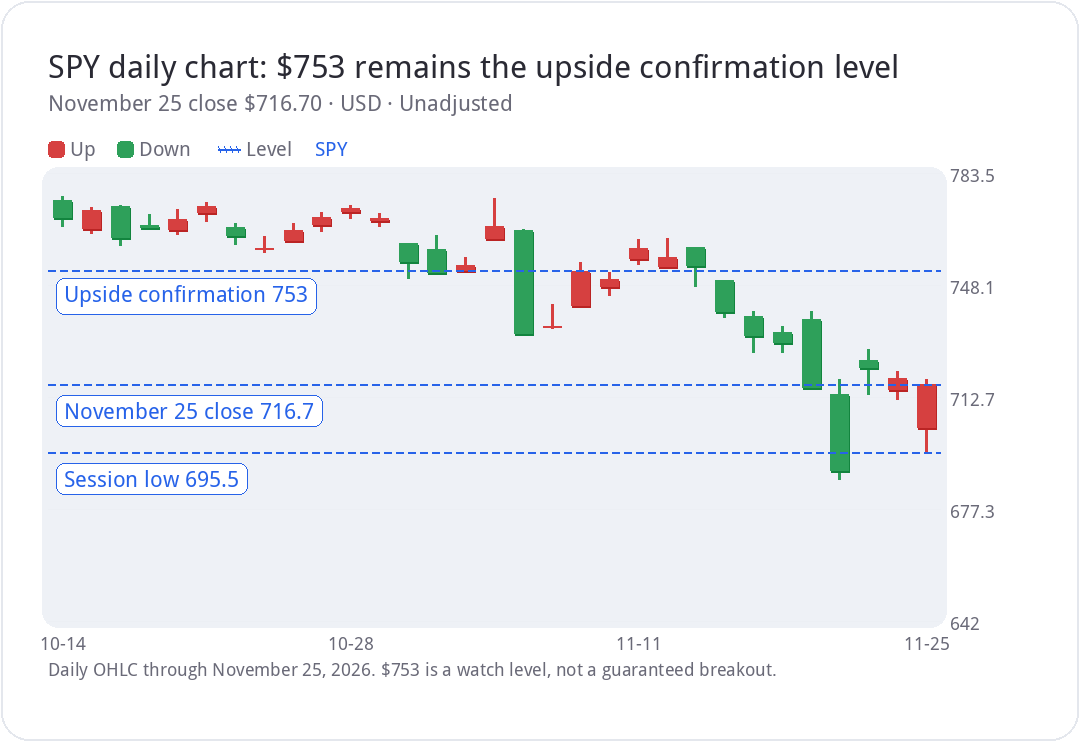 SPY daily chart: $753 remains the upside confirmation level
November 25 close $716.70 · USD · Unadjusted
Up Down Level SPY
783.5
748.1
712.7
677.3
642
Upside confirmation 753
November 25 close 716.7
Session low 695.5
10-14 10-28 11-11 11-25
Daily OHLC through November 25, 2026. $753 is a watch level, not a guaranteed breakout.